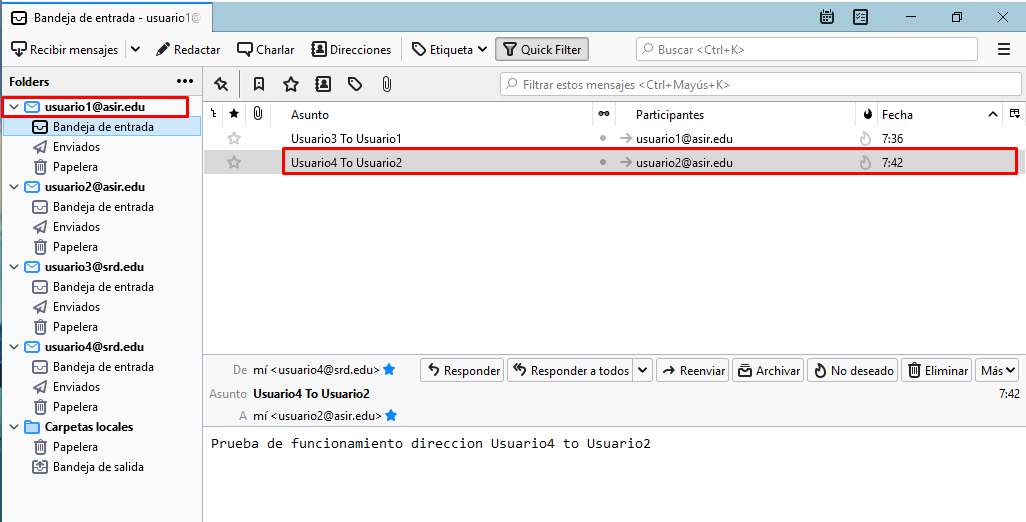 Bandeja de entrada - usuario1@
Recibir mensajes Redactar Charlar Direcciones Etiqueta Quick Filter Buscar <Ctrl+K>
Folders
Filtrar estos mensajes <Ctrl+Mayús+K>
usuario1@asir.edu
Bandeja de entrada
Enviados
Papelera
usuario2@asir.edu
Bandeja de entrada
Enviados
Papelera
usuario3@srd.edu
Bandeja de entrada
Enviados
Papelera
usuario4@srd.edu
Bandeja de entrada
Enviados
Papelera
Carpetas locales
Papelera
Bandeja de salida
Asunto Participantes Fecha
Usuario3 To Usuario1 usuario1@asir.edu 7:36
Usuario4 To Usuario2 usuario2@asir.edu 7:42
De mí <usuario4@srd.edu> Responder Responder a todos Reenviar Archivar No deseado Eliminar Más
Asunto Usuario4 To Usuario2 7:42
A mí <usuario2@asir.edu>
Prueba de funcionamiento direccion Usuario4 to Usuario2